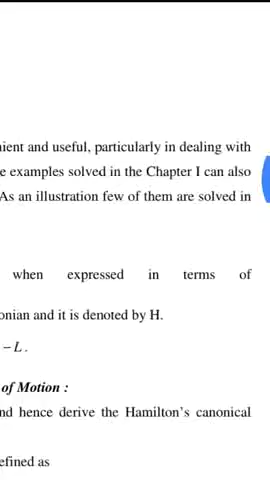 nient and useful, particularly in dealing with
e examples solved in the Chapter I can also
As an illustration few of them are solved in
when expressed in terms of
onian and it is denoted by H.
– L .
of Motion :
nd hence derive the Hamilton's canonical
efined as